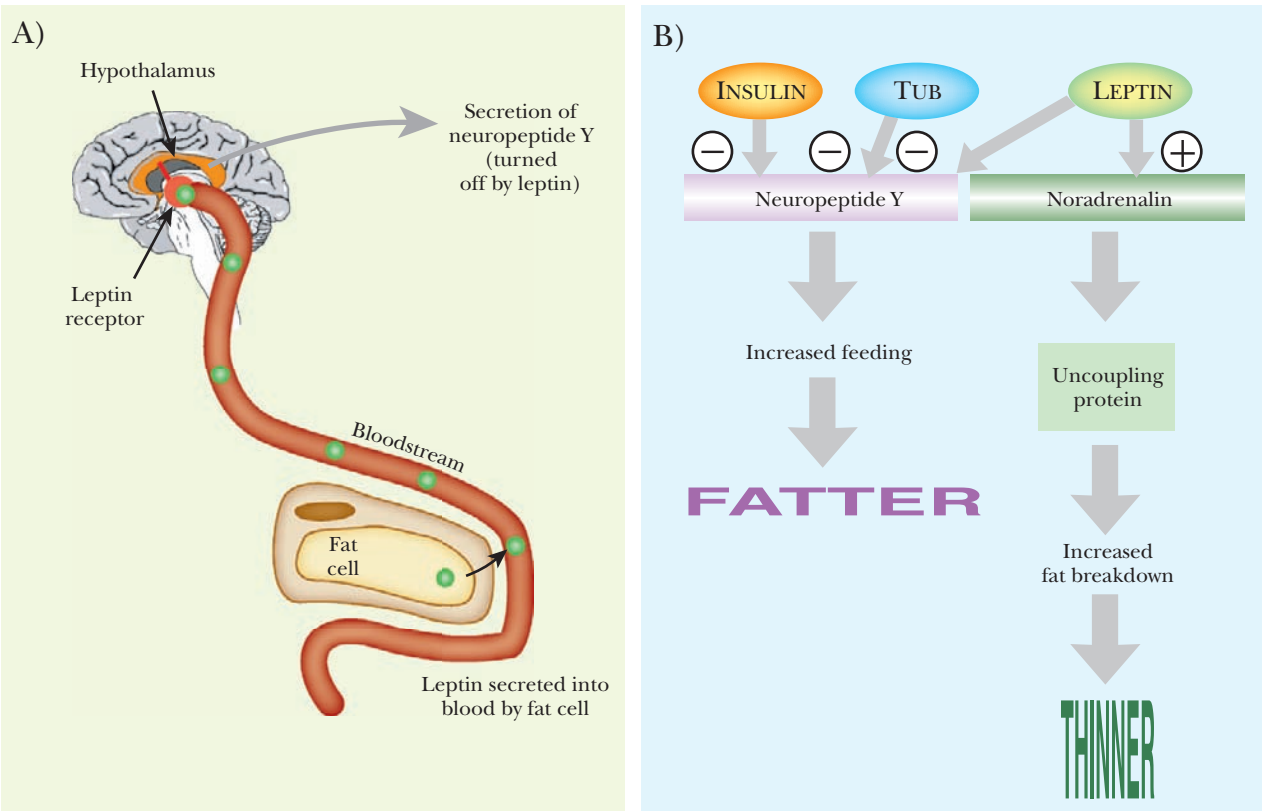 A)
Hypothalamus
Secretion of
neuropeptide Y
(turned
off by leptin)
Leptin
receptor
Bloodstream
Fat
cell
Leptin secreted into
blood by fat cell
B)
INSULIN
TUB
LEPTIN
−
−
−
+
Neuropeptide Y
Noradrenalin
Increased feeding
FATTER
Uncoupling
protein
Increased
fat breakdown
THINNER